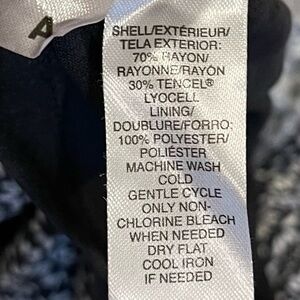 A
SHELL/EXTÉRIEUR/
TELA EXTERIOR:
70% RAYON/
RAYONNE/RAYÓN
30% TENCEL®
LYOCELL
LINING/
DOUBLURE/FORRO:
100% POLYESTER/
POLIÉSTER
MACHINE WASH
COLD
GENTLE CYCLE
ONLY NON-
CHLORINE BLEACH
WHEN NEEDED
DRY FLAT
COOL IRON
IF NEEDED